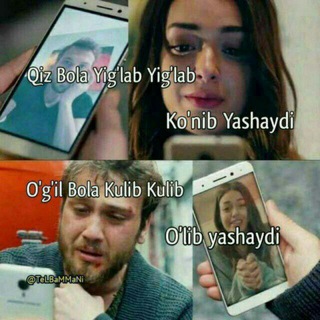 Qiz Bola Yig'lab Yig'lab
Ko'nib Yashaydi
O'g'il Bola Kulib Kulib
O'lib yashaydi
@TeLBaMMaNi